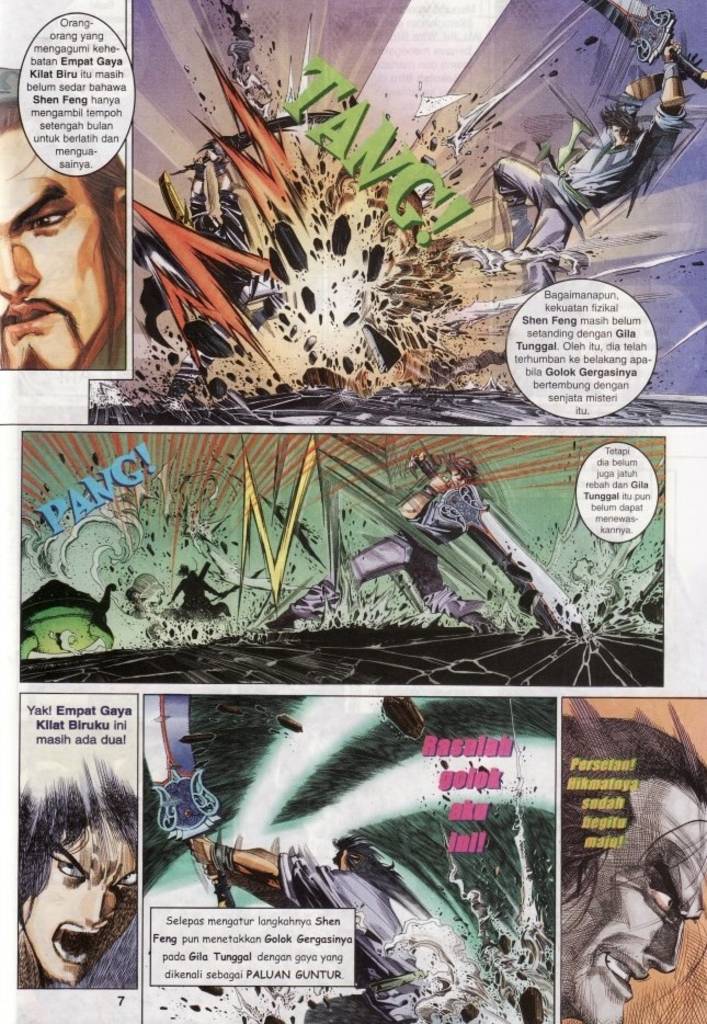 Orang-
orang yang
mengagumi kehe-
batan Empat Gaya
Kilat Biru itu masih
belum sedar bahawa
Shen Feng hanya
mengambil tempoh
setengah bulan
untuk berlatih dan
mengua-
sainya.
TANG!
Bagaimanapun,
kekuatan fizikal
Shen Feng masih belum
setanding dengan Gila
Tunggal. Oleh itu, dia telah
terhumban ke belakang apa-
bila Golok Gergasinya
bertembung dengan
senjata misteri
itu.
PANG!
Tetapi
dia belum
juga jatuh
rebah dan Gila
Tunggal itu pun
belum dapat
menewas-
kannya.
Yak! Empat Gaya
Kilat Biruku ini
masih ada dua!
Rasalah
golok
aku
ini!
Selepas mengatur langkahnya Shen
Feng pun menetakkan Golok Gergasinya
pada Gila Tunggal dengan gaya yang
dikenali sebagai PALUAN GUNTUR.
Persetan!
Hikmatnya
sudah
begitu
maju!
7